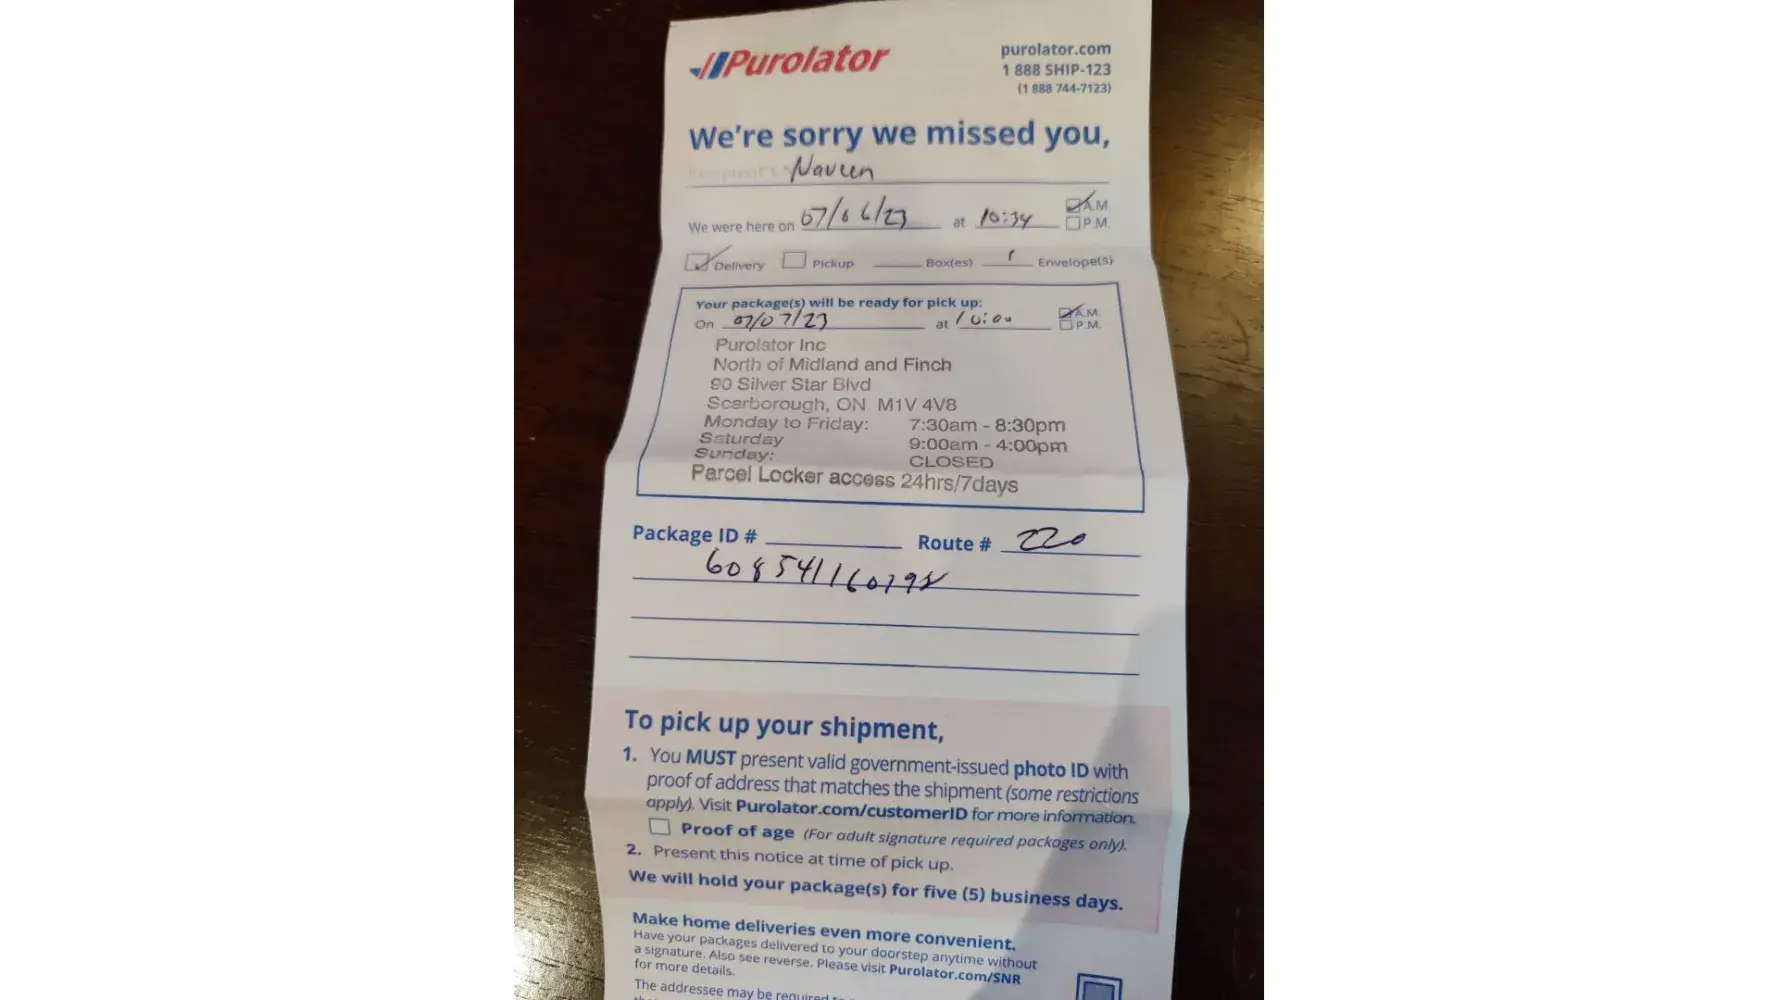 Purolator
purolator.com
1 888 SHIP-123
(1 888 744-7123)
We're sorry we missed you,
Naveen
We were here on 07/06/23 at 10:34 A.M.
P.M.
Delivery Pickup Box(es) 1 Envelope(s)
Your package(s) will be ready for pick up:
On 07/07/23 at 10:00 A.M.
P.M.
Purolator Inc
North of Midland and Finch
90 Silver Star Blvd
Scarborough, ON M1V 4V8
Monday to Friday: 7:30am - 8:30pm
Saturday 9:00am - 4:00pm
Sunday: CLOSED
Parcel Locker access 24hrs/7days
Package ID # Route # 220
To pick up your shipment,
1. You MUST present valid government-issued photo ID with
proof of address that matches the shipment (some restrictions
apply). Visit Purolator.com/customerID for more information.
Proof of age (For adult signature required packages only).
2. Present this notice at time of pick up.
We will hold your package(s) for five (5) business days.
Make home deliveries even more convenient.
Have your packages delivered to your doorstep anytime without
a signature. Also see reverse. Please visit Purolator.com/SNR
for more details.
The addressee may be required